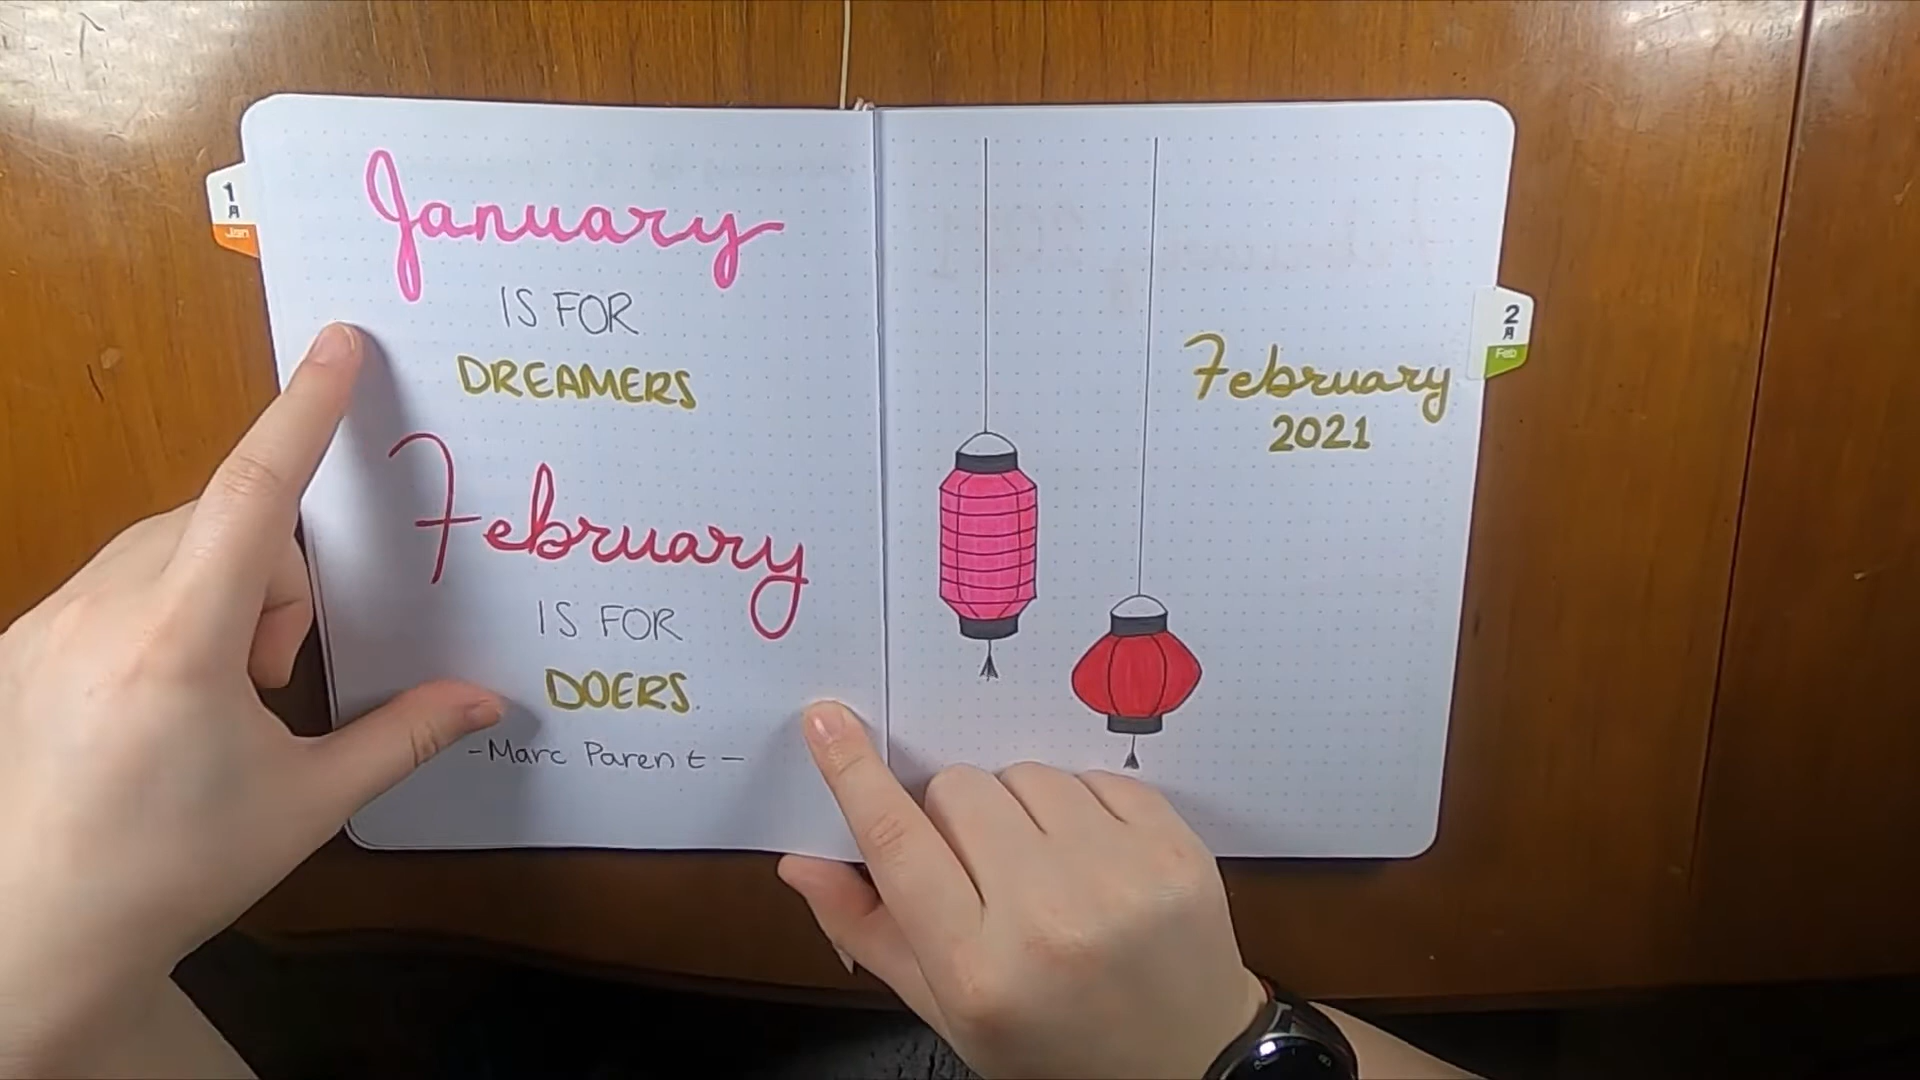 1
月
Jan
January
IS FOR
DREAMERS
February
IS FOR
DOERS.
-Marc Parent-
February
2021
2
月
Feb